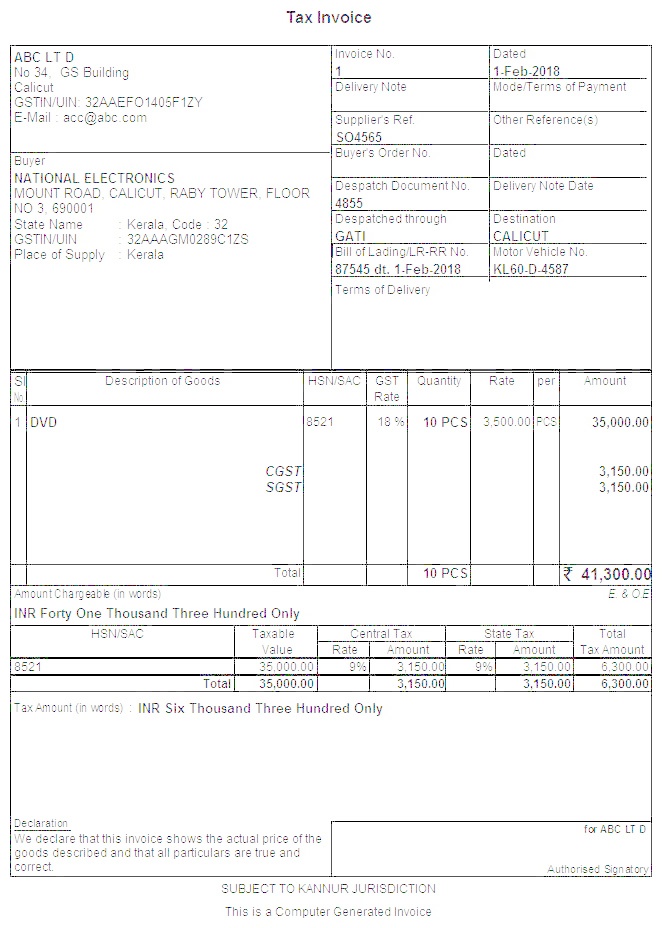 Tax Invoice
ABC LT D
No 34, GS Building
Calicut
GSTIN/UIN: 32AAEFO1405F1ZY
E-Mail : acc@abc.com
Invoice No.
1
Dated
1-Feb-2018
Delivery Note
Mode/Terms of Payment
Supplier's Ref.
SO4565
Other Reference(s)
Buyer
NATIONAL ELECTRONICS
MOUNT ROAD, CALICUT, RABY TOWER, FLOOR
NO 3, 690001
State Name : Kerala, Code : 32
GSTIN/UIN : 32AAAGM0289C1ZS
Place of Supply : Kerala
Buyer's Order No.
Dated
Despatch Document No.
4855
Delivery Note Date
Despatched through
GATI
Destination
CALICUT
Bill of Lading/LR-RR No.
87545 dt. 1-Feb-2018
Motor Vehicle No.
KL60-D-4587
Terms of Delivery
Sl No Description of Goods HSN/SAC GST Rate Quantity Rate per Amount
1 DVD 8521 18 % 10 PCS 3,500.00 PCS 35,000.00
CGST 3,150.00
SGST 3,150.00
Total 10 PCS ₹ 41,300.00
Amount Chargeable (in words) E. & O.E
INR Forty One Thousand Three Hundred Only
HSN/SAC Taxable Value Central Tax Rate Amount State Tax Rate Amount Total Tax Amount
8521 35,000.00 9% 3,150.00 9% 3,150.00 6,300.00
Total 35,000.00 3,150.00 3,150.00 6,300.00
Tax Amount (in words) : INR Six Thousand Three Hundred Only
Declaration
We declare that this invoice shows the actual price of the
goods described and that all particulars are true and
correct.
for ABC LT D
Authorised Signatory
SUBJECT TO KANNUR JURISDICTION
This is a Computer Generated Invoice